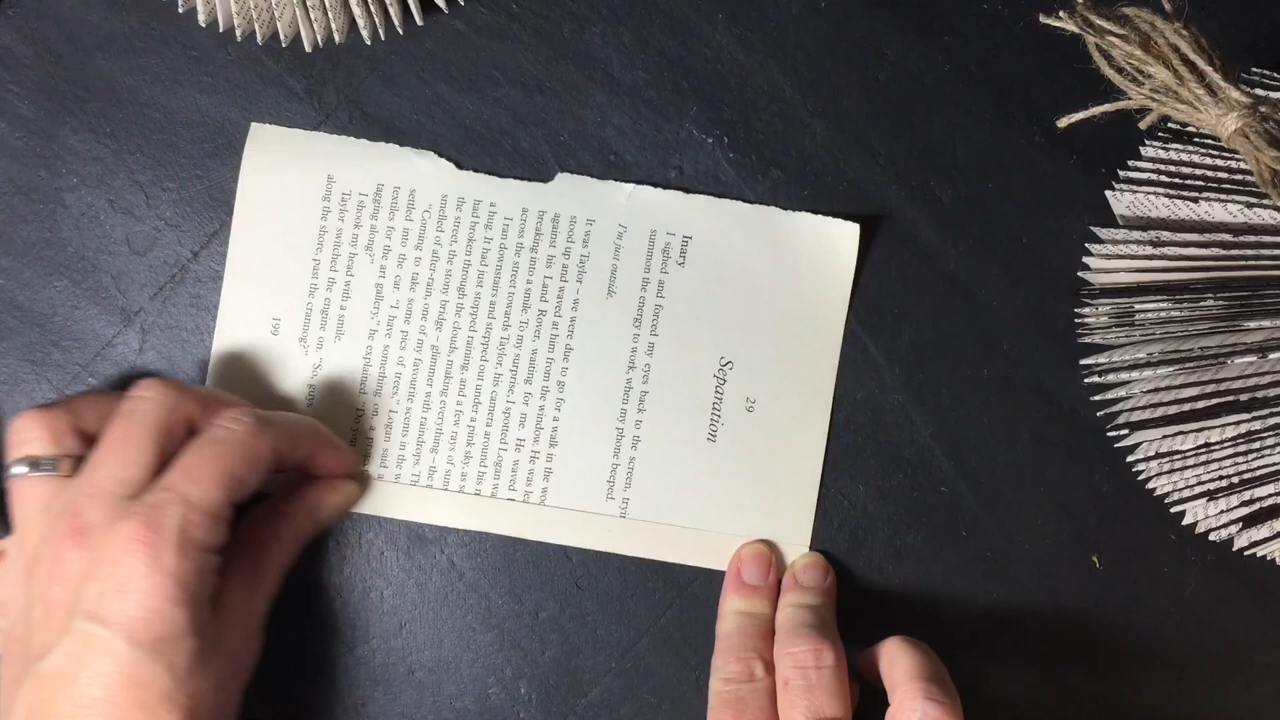 29
Separation
Inary
I sighed and forced my eyes back to the screen,
summon the energy to work, when my phone beeped.
I'm just outside.
It was Taylor – we were due to go for a walk in the
stood up and waved at him from the window. He was
against his Land Rover, waiting for me. He waved
breaking into a smile. To my surprise, I spotted Logan
across the street towards Taylor, his camera around his
I ran downstairs and stepped out under a pink sky, as
a hug. It had just stopped raining, and a few rays of
had broken through the clouds, making everything – the
the street, the stony bridge – glimmer with raindrops.
smelled of after-rain, one of my favourite scents in the
"Coming to take some pics of trees," Logan said
settled into the car. "I have something on, a
textiles for the art gallery," he explained. "Do you
tagging along?"
I shook my head with a smile.
Taylor switched the engine on. "So, guys
along the shore, past the crannog?"
199